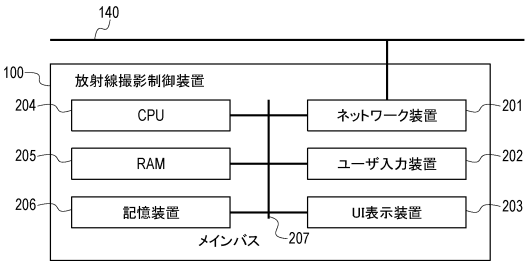 140
100
放射線撮影制御装置
204
CPU
ネットワーク装置
201
205
RAM
ユーザ入力装置
202
206
記憶装置
UI表示装置
203
メインバス
207